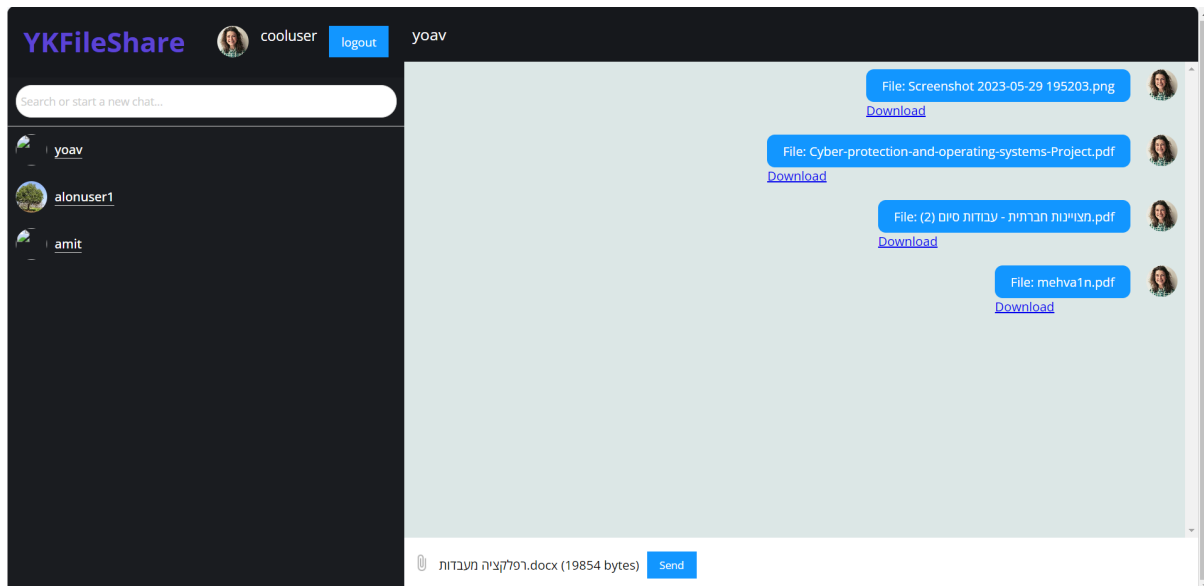 YKFileShare
cooluser
logout
yoav
Search or start a new chat...
yoav
alonuser1
amit
File: Screenshot 2023-05-29 195203.png
Download
File: Cyber-protection-and-operating-systems-Project.pdf
Download
File: מצויינות חברתית - עבודות סיום (2).pdf
Download
File: mehva1n.pdf
Download
רפלקציה מעבדות.docx (19854 bytes)
Send